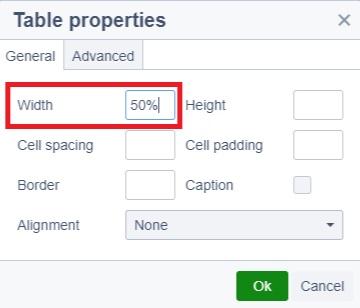 Table properties ×
General Advanced
Width 50% Height
Cell spacing Cell padding
Border Caption
Alignment None
Ok Cancel